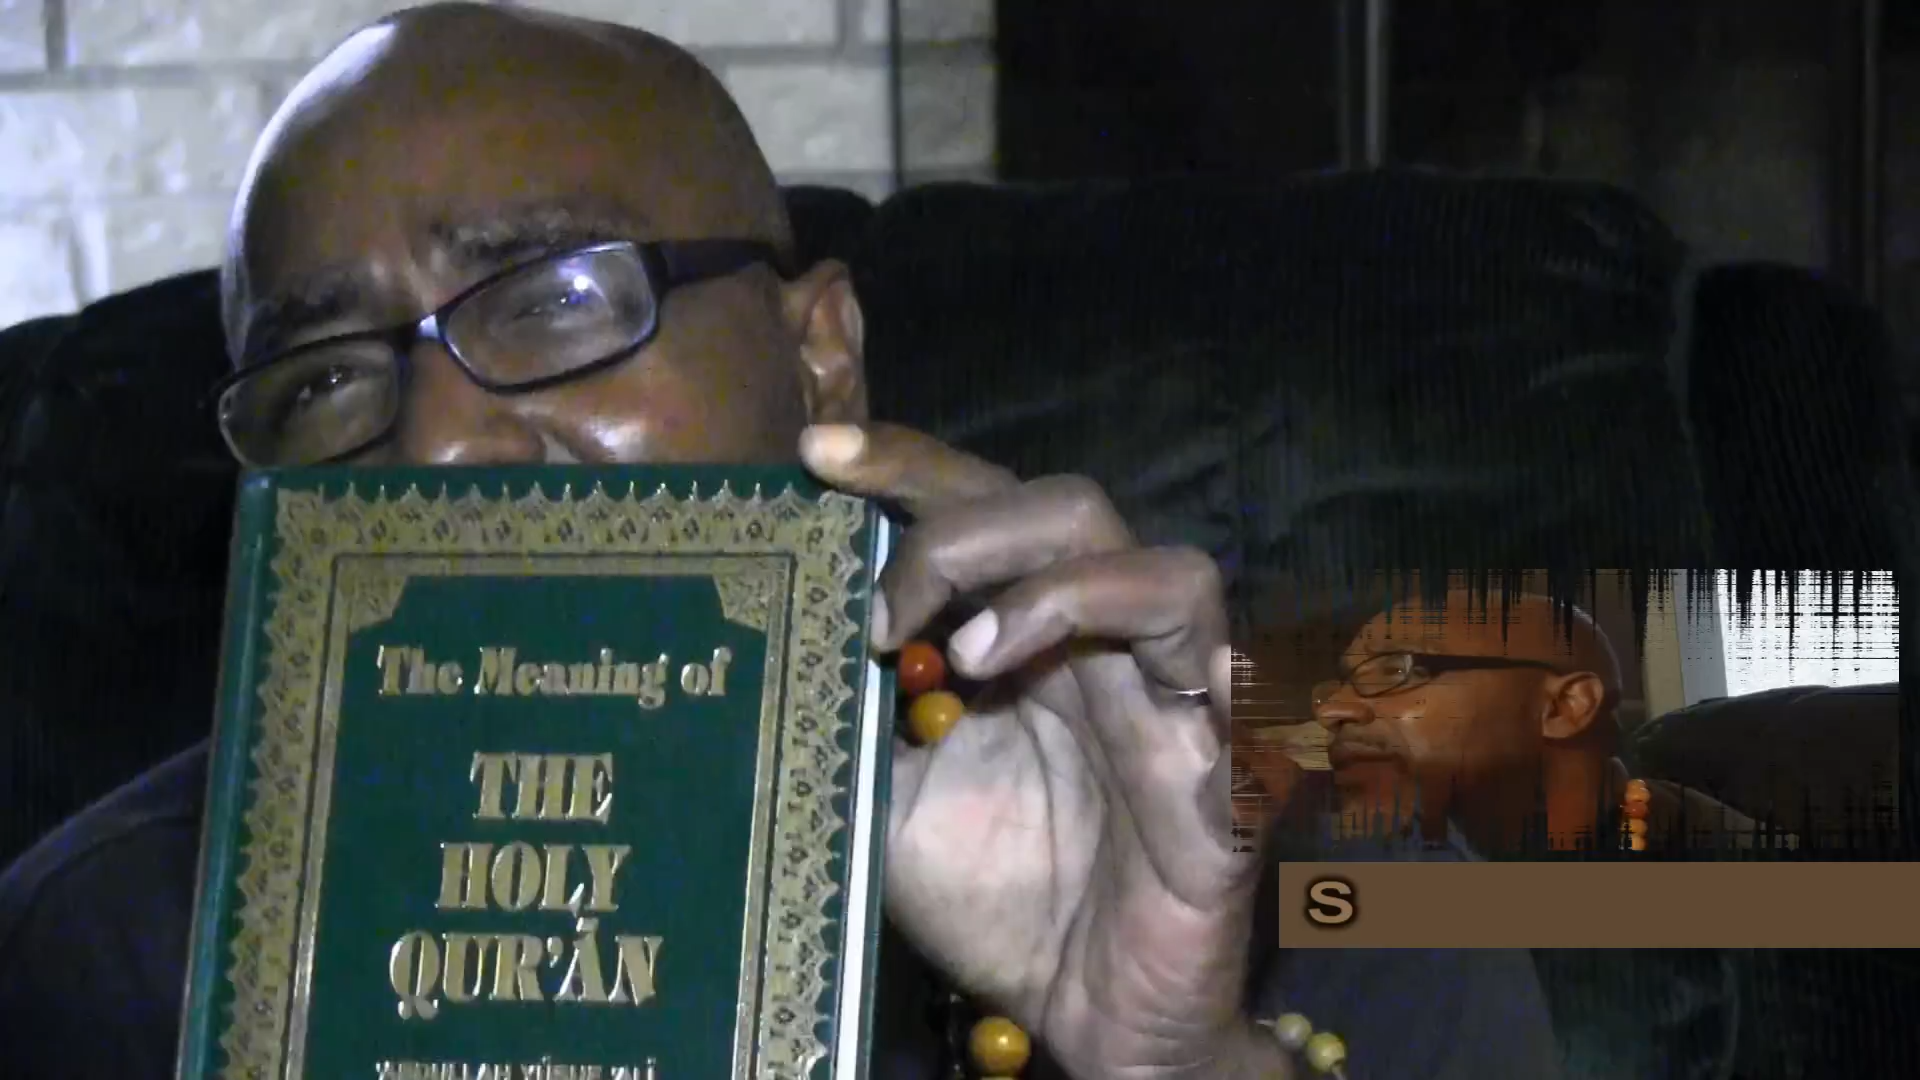 The Meaning of
THE
HOLY
QUR'ĀN
S